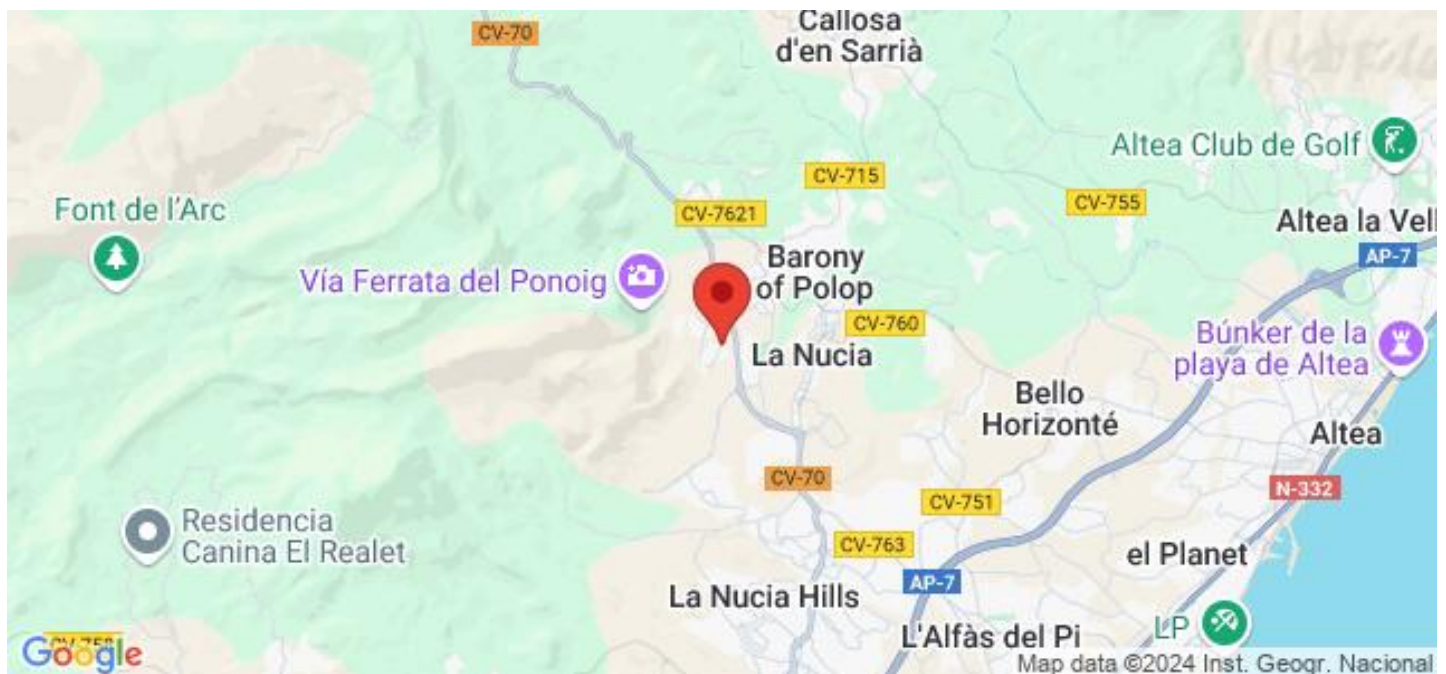 CV-70
Callosa
d'en Sarrià
Altea Club de Golf
CV-715
CV-755
Font de l'Arc
CV-7621
Altea la Vell
AP-7
Barony
of Polop
Vía Ferrata del Ponoig
CV-760
La Nucia
Búnker de la
playa de Altea
Bello
Horizonté
Altea
CV-70
N-332
CV-751
Residencia
Canina El Realet
CV-763
el Planet
AP-7
La Nucia Hills
L'Alfàs del Pi
LP
CV-758
Google
Map data ©2024 Inst. Geogr. Nacional